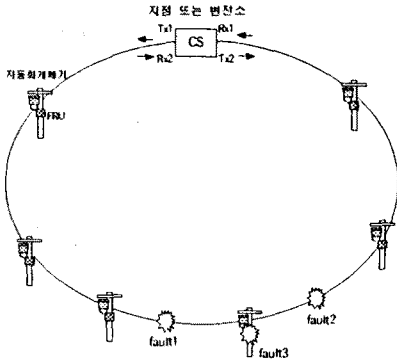 지점 또는 변전소
Tx1
Rx1
CS
Rx2
Tx2
자동화개폐기
FRU
fault1
fault2
fault3